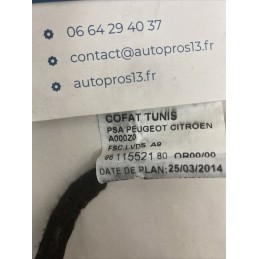 06 64 29 40 37
contact@autopros13.fr
autopros13.fr
COFAT TUNIS
PSA PEUGEOT CITROEN
A000Z0
FSC LVDS A9
98 115521 80 OR00/00
DATE DE PLAN: 25/03/2014